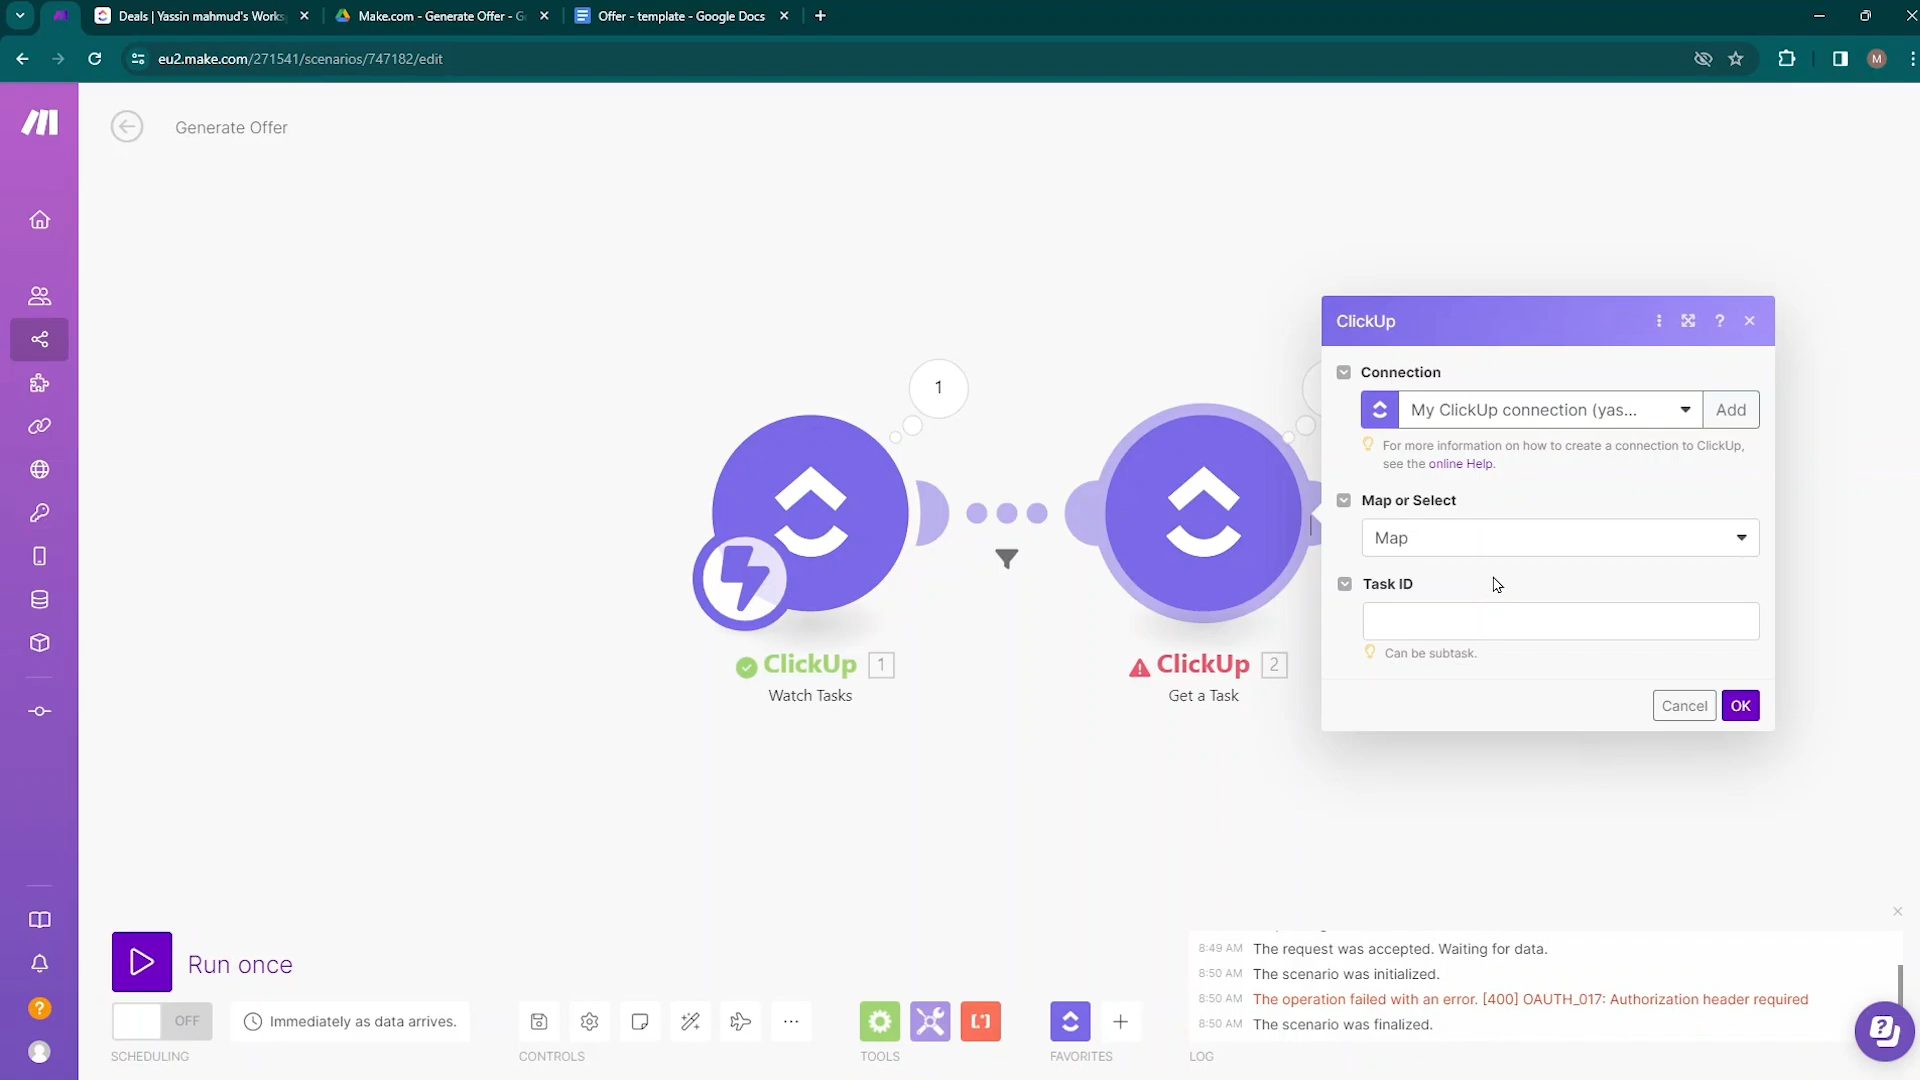 Deals | Yassin mahmud's Works
Make.com - Generate Offer - G
Offer - template - Google Docs
eu2.make.com/271541/scenarios/747182/edit
M
Generate Offer
1
ClickUp 1
Watch Tasks
ClickUp 2
Get a Task
ClickUp
?
Connection
My ClickUp connection (yas...
Add
For more information on how to create a connection to ClickUp,
see the online Help.
Map or Select
Map
Task ID
Can be subtask.
Cancel
OK
Run once
OFF
Immediately as data arrives.
SCHEDULING
CONTROLS
TOOLS
FAVORITES
8:49 AM The request was accepted. Waiting for data.
8:50 AM The scenario was initialized.
8:50 AM The operation failed with an error. [400] OAUTH_017: Authorization header required
8:50 AM The scenario was finalized.
LOG
?
?